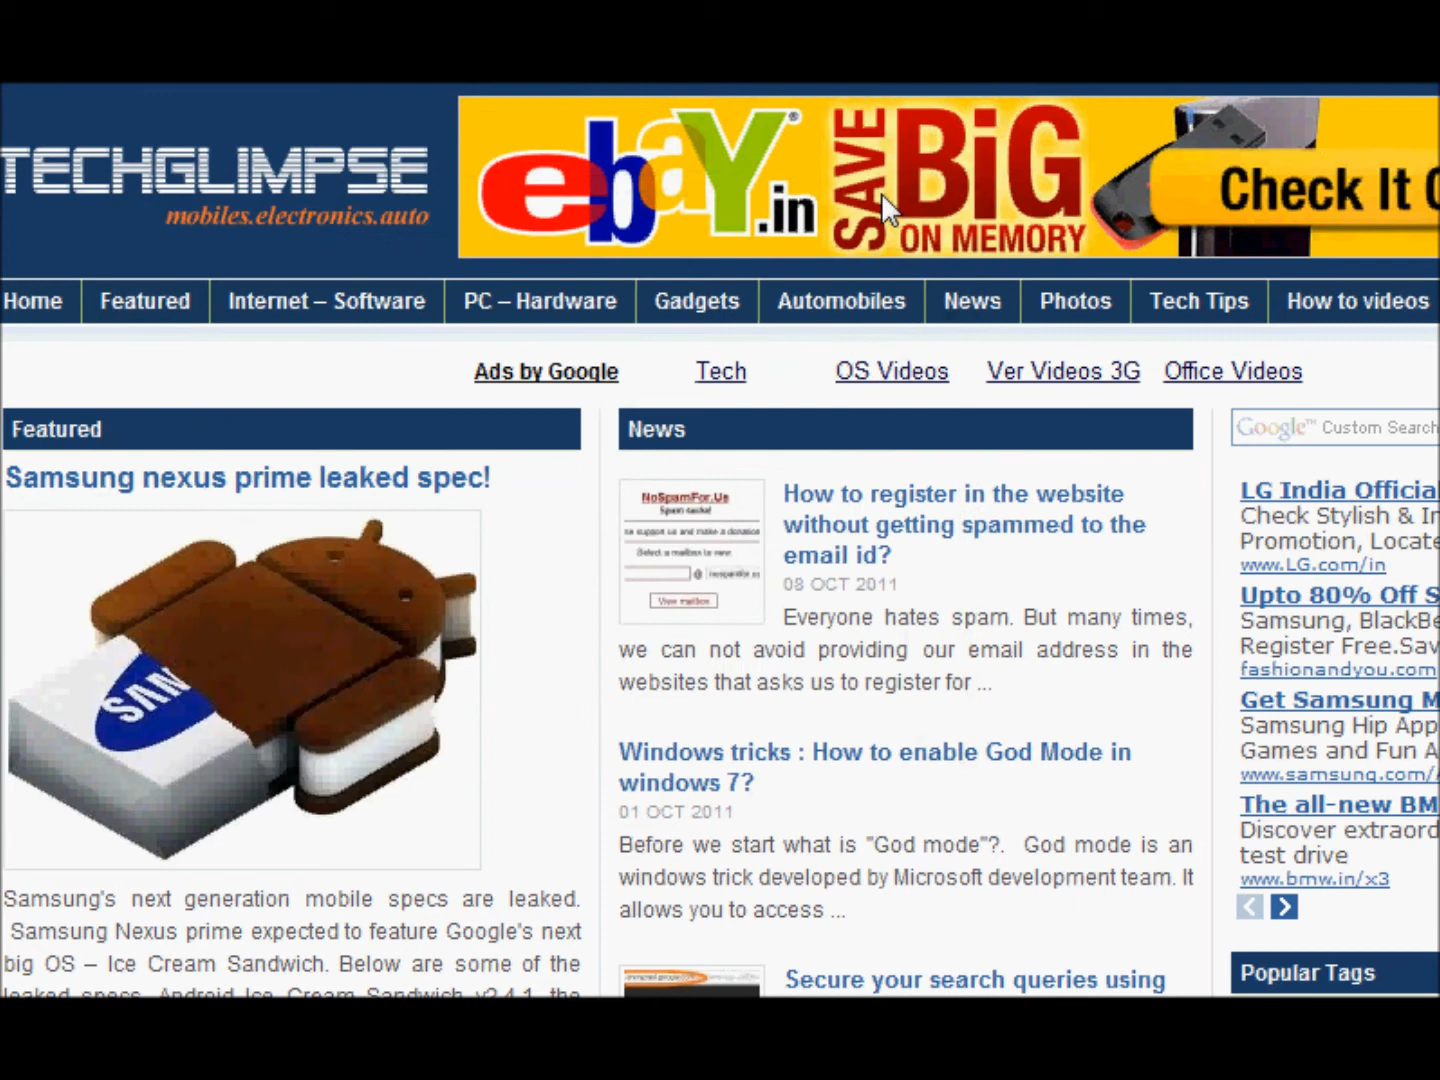 TECHGLIMPSE
mobiles.electronics.auto
ebay.in
SAVE
BiG
ON MEMORY
Check It
Home
Featured
Internet – Software
PC – Hardware
Gadgets
Automobiles
News
Photos
Tech Tips
How to videos
Ads by Google
Tech
OS Videos
Ver Videos 3G
Office Videos
Featured
Samsung nexus prime leaked spec!
SAM
Samsung's next generation mobile specs are leaked.
Samsung Nexus prime expected to feature Google's next
big OS – Ice Cream Sandwich. Below are some of the
leaked specs. Android Ice Cream Sandwich v2.4.1, the
News
NoSpamFor.Us
Spam sucks!
support us and make a donation
Select a mailbox to view
@ nospamfor.us
View mailbox
How to register in the website
without getting spammed to the
email id?
08 OCT 2011
Everyone hates spam. But many times,
we can not avoid providing our email address in the
websites that asks us to register for ...
Windows tricks : How to enable God Mode in
windows 7?
01 OCT 2011
Before we start what is "God mode"?. God mode is an
windows trick developed by Microsoft development team. It
allows you to access ...
Secure your search queries using
Google™ Custom Search
LG India Official
Check Stylish &
Promotion, Locate
www.LG.com/in
Upto 80% Off
Samsung,
Register Free.
fashionandyou.com
Get Samsung
Samsung Hip App
Games and Fun
www.samsung.com/
The all-new
Discover
test drive
www.bmw.in/x3
Popular Tags